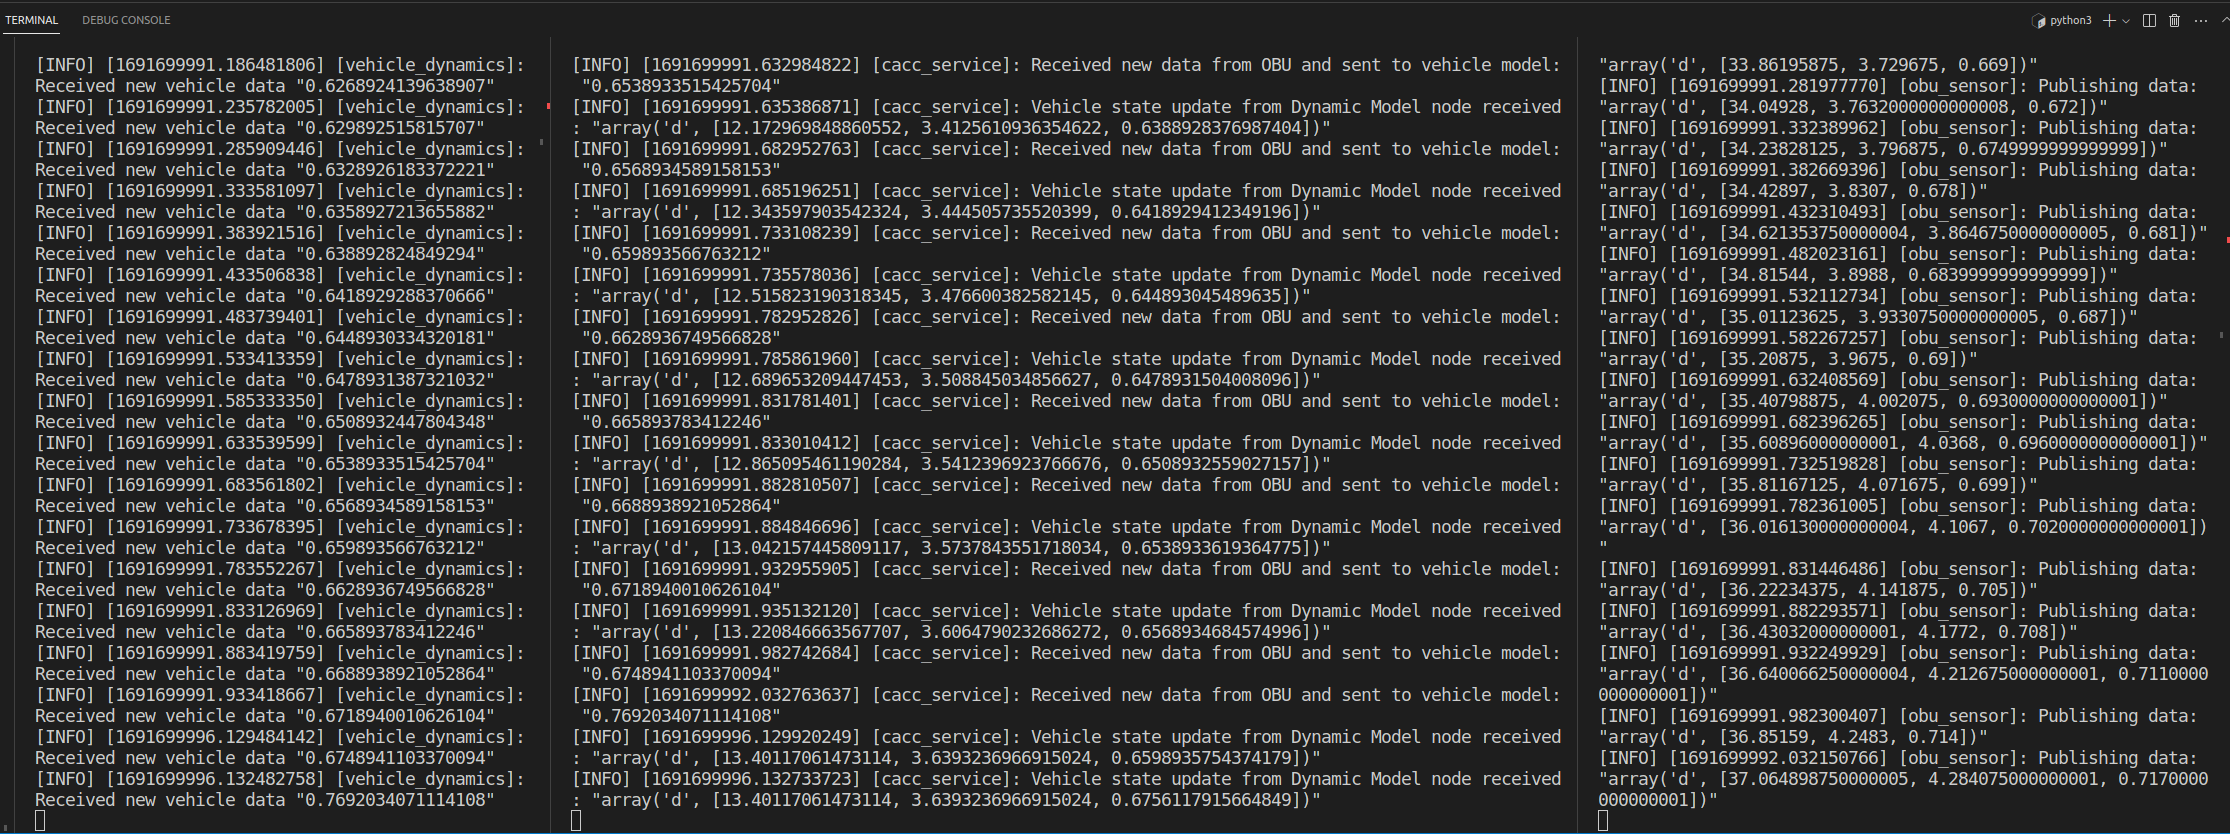 TERMINAL
DEBUG CONSOLE
python3
[INFO] [1691699991.186481806] [vehicle_dynamics]:
Received new vehicle data "0.6268924139638907"
[INFO] [1691699991.235782005] [vehicle_dynamics]:
Received new vehicle data "0.629892515815707"
[INFO] [1691699991.285909446] [vehicle_dynamics]:
Received new vehicle data "0.6328926183372221"
[INFO] [1691699991.333581097] [vehicle_dynamics]:
Received new vehicle data "0.6358927213655882"
[INFO] [1691699991.383921516] [vehicle_dynamics]:
Received new vehicle data "0.638892824849294"
[INFO] [1691699991.433506838] [vehicle_dynamics]:
Received new vehicle data "0.6418929288370666"
[INFO] [1691699991.483739401] [vehicle_dynamics]:
Received new vehicle data "0.6448930334320181"
[INFO] [1691699991.533413359] [vehicle_dynamics]:
Received new vehicle data "0.6478931387321032"
[INFO] [1691699991.585333350] [vehicle_dynamics]:
Received new vehicle data "0.6508932447804348"
[INFO] [1691699991.633539599] [vehicle_dynamics]:
Received new vehicle data "0.6538933515425704"
[INFO] [1691699991.683561802] [vehicle_dynamics]:
Received new vehicle data "0.6568934589158153"
[INFO] [1691699991.733678395] [vehicle_dynamics]:
Received new vehicle data "0.659893566763212"
[INFO] [1691699991.783552267] [vehicle_dynamics]:
Received new vehicle data "0.6628936749566828"
[INFO] [1691699991.833126969] [vehicle_dynamics]:
Received new vehicle data "0.665893783412246"
[INFO] [1691699991.883419759] [vehicle_dynamics]:
Received new vehicle data "0.6688938921052864"
[INFO] [1691699991.933418667] [vehicle_dynamics]:
Received new vehicle data "0.6718940010626104"
[INFO] [1691699996.129484142] [vehicle_dynamics]:
Received new vehicle data "0.6748941103370094"
[INFO] [1691699996.132482758] [vehicle_dynamics]:
Received new vehicle data "0.7692034071114108"
[INFO] [1691699991.632984822] [cacc_service]: Received new data from OBU and sent to vehicle model:
"0.6538933515425704"
[INFO] [1691699991.635386871] [cacc_service]: Vehicle state update from Dynamic Model node received
: "array('d', [12.172969848860552, 3.4125610936354622, 0.6388928376987404])"
[INFO] [1691699991.682952763] [cacc_service]: Received new data from OBU and sent to vehicle model:
"0.6568934589158153"
[INFO] [1691699991.685196251] [cacc_service]: Vehicle state update from Dynamic Model node received
: "array('d', [12.343597903542324, 3.444505735520399, 0.6418929412349196])"
[INFO] [1691699991.733108239] [cacc_service]: Received new data from OBU and sent to vehicle model:
"0.659893566763212"
[INFO] [1691699991.735578036] [cacc_service]: Vehicle state update from Dynamic Model node received
: "array('d', [12.515823190318345, 3.476600382582145, 0.644893045489635])"
[INFO] [1691699991.782952826] [cacc_service]: Received new data from OBU and sent to vehicle model:
"0.6628936749566828"
[INFO] [1691699991.785861960] [cacc_service]: Vehicle state update from Dynamic Model node received
: "array('d', [12.689653209447453, 3.508845034856627, 0.6478931504008096])"
[INFO] [1691699991.831781401] [cacc_service]: Received new data from OBU and sent to vehicle model:
"0.665893783412246"
[INFO] [1691699991.833010412] [cacc_service]: Vehicle state update from Dynamic Model node received
: "array('d', [12.865095461190284, 3.5412396923766676, 0.6508932559027157])"
[INFO] [1691699991.882810507] [cacc_service]: Received new data from OBU and sent to vehicle model:
"0.6688938921052864"
[INFO] [1691699991.884846696] [cacc_service]: Vehicle state update from Dynamic Model node received
: "array('d', [13.042157445809117, 3.5737843551718034, 0.6538933619364775])"
[INFO] [1691699991.932955905] [cacc_service]: Received new data from OBU and sent to vehicle model:
"0.6718940010626104"
[INFO] [1691699991.935132120] [cacc_service]: Vehicle state update from Dynamic Model node received
: "array('d', [13.220846663567707, 3.6064790232686272, 0.6568934684574996])"
[INFO] [1691699991.982742684] [cacc_service]: Received new data from OBU and sent to vehicle model:
"0.6748941103370094"
[INFO] [1691699992.032763637] [cacc_service]: Received new data from OBU and sent to vehicle model:
"0.7692034071114108"
[INFO] [1691699996.129920249] [cacc_service]: Vehicle state update from Dynamic Model node received
: "array('d', [13.40117061473114, 3.6393236966915024, 0.6598935754374179])"
[INFO] [1691699996.132733723] [cacc_service]: Vehicle state update from Dynamic Model node received
: "array('d', [13.40117061473114, 3.6393236966915024, 0.6756117915664849])"
"array('d', [33.86195875, 3.729675, 0.669])"
[INFO] [1691699991.281977770] [obu_sensor]: Publishing data:
"array('d', [34.04928, 3.7632000000000008, 0.672])"
[INFO] [1691699991.332389962] [obu_sensor]: Publishing data:
"array('d', [34.23828125, 3.796875, 0.6749999999999999])"
[INFO] [1691699991.382669396] [obu_sensor]: Publishing data:
"array('d', [34.42897, 3.8307, 0.678])"
[INFO] [1691699991.432310493] [obu_sensor]: Publishing data:
"array('d', [34.621353750000004, 3.8646750000000005, 0.681])"
[INFO] [1691699991.482023161] [obu_sensor]: Publishing data:
"array('d', [34.81544, 3.8988, 0.6839999999999999])"
[INFO] [1691699991.532112734] [obu_sensor]: Publishing data:
"array('d', [35.01123625, 3.9330750000000005, 0.687])"
[INFO] [1691699991.582267257] [obu_sensor]: Publishing data:
"array('d', [35.20875, 3.9675, 0.69])"
[INFO] [1691699991.632408569] [obu_sensor]: Publishing data:
"array('d', [35.40798875, 4.002075, 0.6930000000000001])"
[INFO] [1691699991.682396265] [obu_sensor]: Publishing data:
"array('d', [35.60896000000001, 4.0368, 0.6960000000000001])"
[INFO] [1691699991.732519828] [obu_sensor]: Publishing data:
"array('d', [35.81167125, 4.071675, 0.699])"
[INFO] [1691699991.782361005] [obu_sensor]: Publishing data:
"array('d', [36.016130000000004, 4.1067, 0.7020000000000001])
"
[INFO] [1691699991.831446486] [obu_sensor]: Publishing data:
"array('d', [36.22234375, 4.141875, 0.705])"
[INFO] [1691699991.882293571] [obu_sensor]: Publishing data:
"array('d', [36.43032000000001, 4.1772, 0.708])"
[INFO] [1691699991.932249929] [obu_sensor]: Publishing data:
"array('d', [36.640066250000004, 4.212675000000001, 0.7110000
000000001])"
[INFO] [1691699991.982300407] [obu_sensor]: Publishing data:
"array('d', [36.85159, 4.2483, 0.714])"
[INFO] [1691699992.032150766] [obu_sensor]: Publishing data:
"array('d', [37.064898750000005, 4.284075000000001, 0.7170000
000000001])"